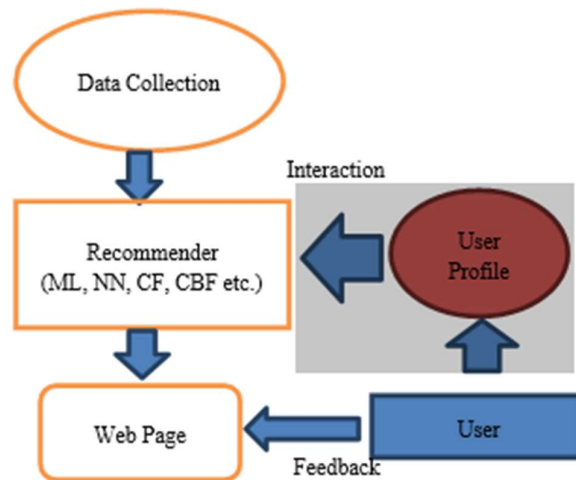 Data Collection
Interaction
Recommender
(ML, NN, CF, CBF etc.)
User
Profile
Web Page
User
Feedback